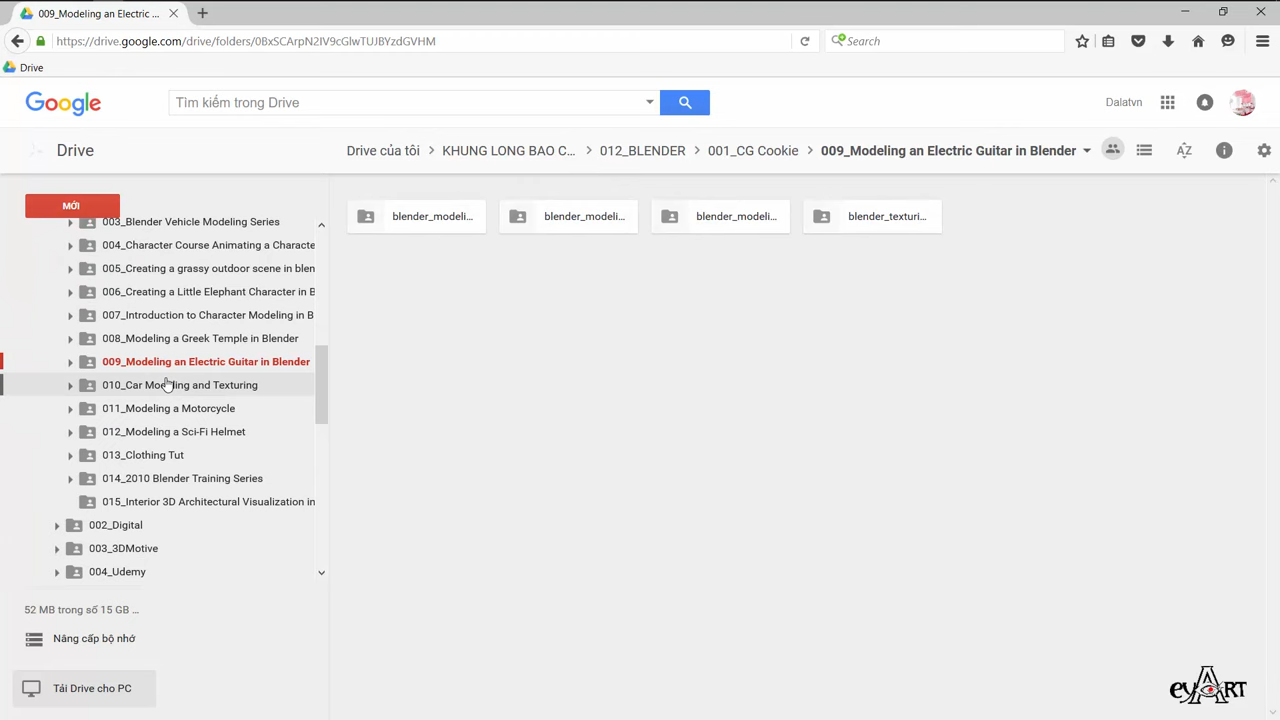 009_Modeling an Electric ...
https://drive.google.com/drive/folders/0BxSCArpN2IV9cGlwTUJBYzdGVHM
Search
Drive
Google
Tìm kiếm trong Drive
Dalatvn
Drive
Drive của tôi
KHUNG LONG BAO C...
012_BLENDER
001_CG Cookie
009_Modeling an Electric Guitar in Blender
MỚI
blender_modeli...
blender_modeli...
blender_modeli...
blender_texturi...
003_Blender Vehicle Modeling Series
004_Character Course Animating a Characte
005_Creating a grassy outdoor scene in blen
006_Creating a Little Elephant Character in B
007_Introduction to Character Modeling in B
008_Modeling a Greek Temple in Blender
009_Modeling an Electric Guitar in Blender
010_Car Modeling and Texturing
011_Modeling a Motorcycle
012_Modeling a Sci-Fi Helmet
013_Clothing Tut
014_2010 Blender Training Series
015_Interior 3D Architectural Visualization in
002_Digital
003_3DMotive
004_Udemy
52 MB trong số 15 GB ...
Nâng cấp bộ nhớ
Tải Drive cho PC
eyART